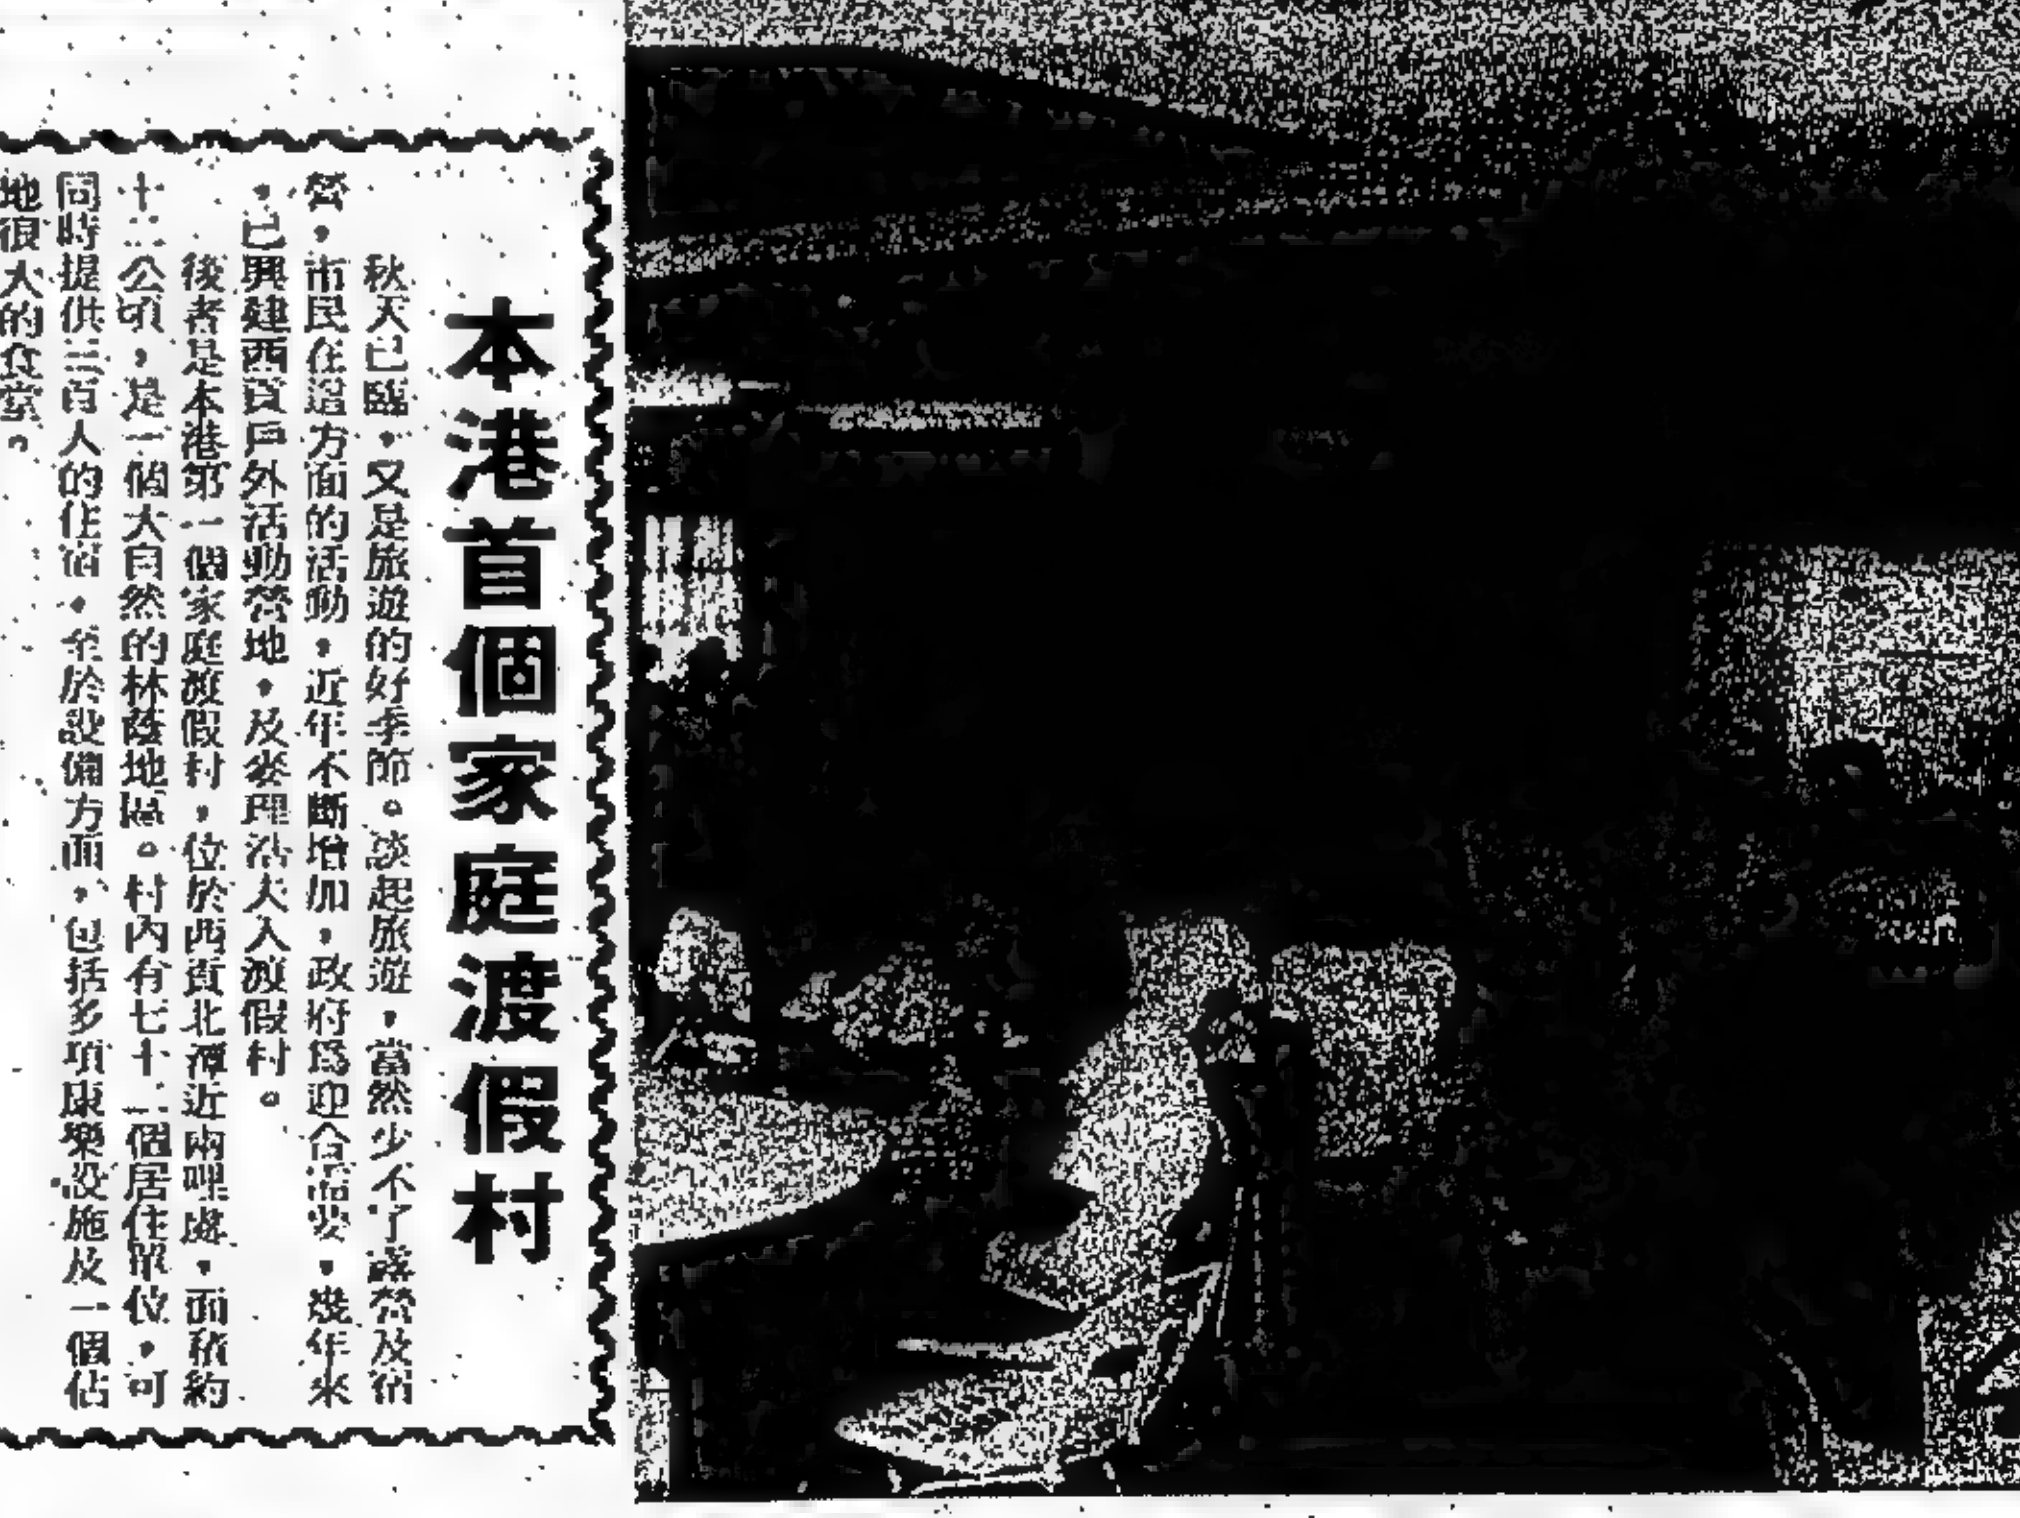 本港首個家庭渡假村
秋天已臨，又是旅遊的好季節。談起旅遊，當然少不了露營及宿
營，市民在這方面的活動，近年不斷增加，政府爲迎合需要，幾年來
，已興建西貢戶外活動營地，及麥理浩夫人渡假村。
後者是本港第一個家庭渡假村，位於西貢北潭近兩哩處，面積約
十二公頃，是一個大自然的林蔭地區。村內有七十二個居住單位，可
同時提供三百人的住宿，至於設備方面，包括多項康樂設施及一個佔
地很大的食堂。